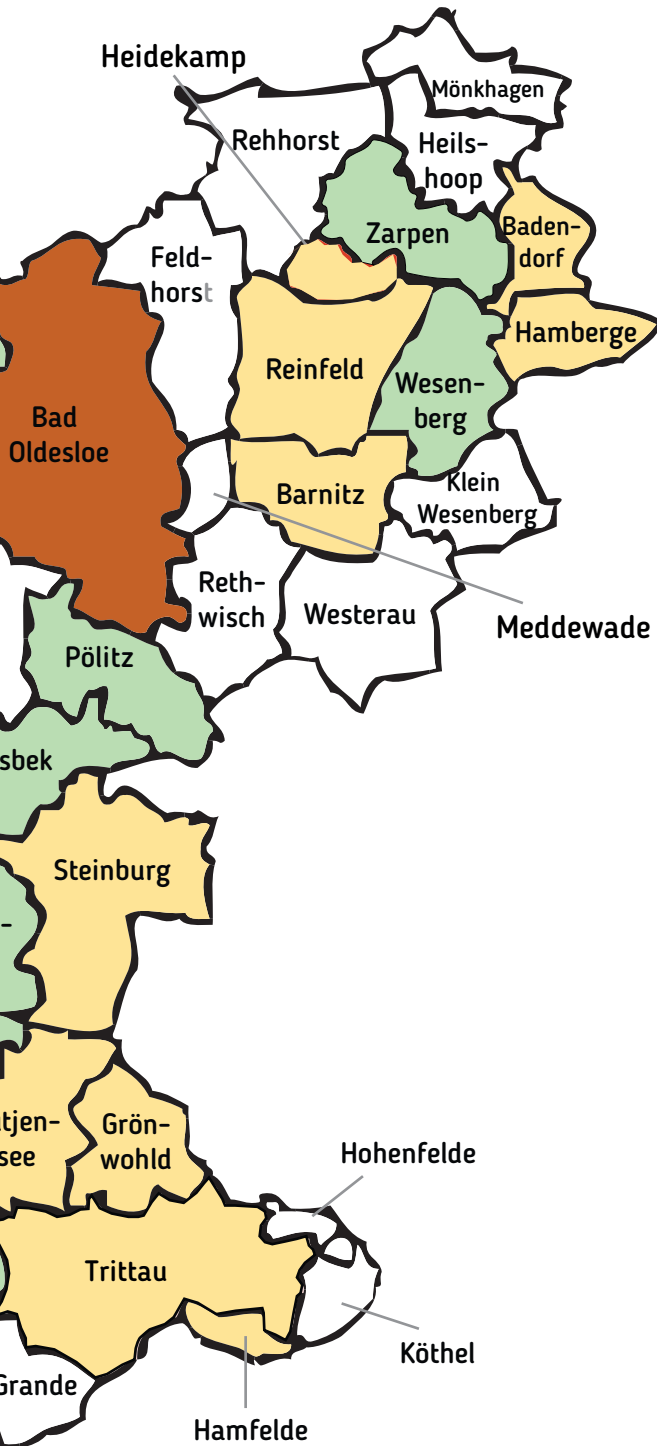 Heidekamp
Mönkhagen
Rehhorst
Heils-
hoop
Zarpen
Baden-
dorf
Feld-
horst
Hamberge
Reinfeld
Wesen-
berg
Bad
Oldesloe
Klein
Wesenberg
Barnitz
Reth-
wisch
Westerau
Meddewade
Pölitz
sbek
Steinburg
-
tjen-
see
Grön-
wohld
Hohenfelde
Trittau
Köthel
Grande
Hamfelde